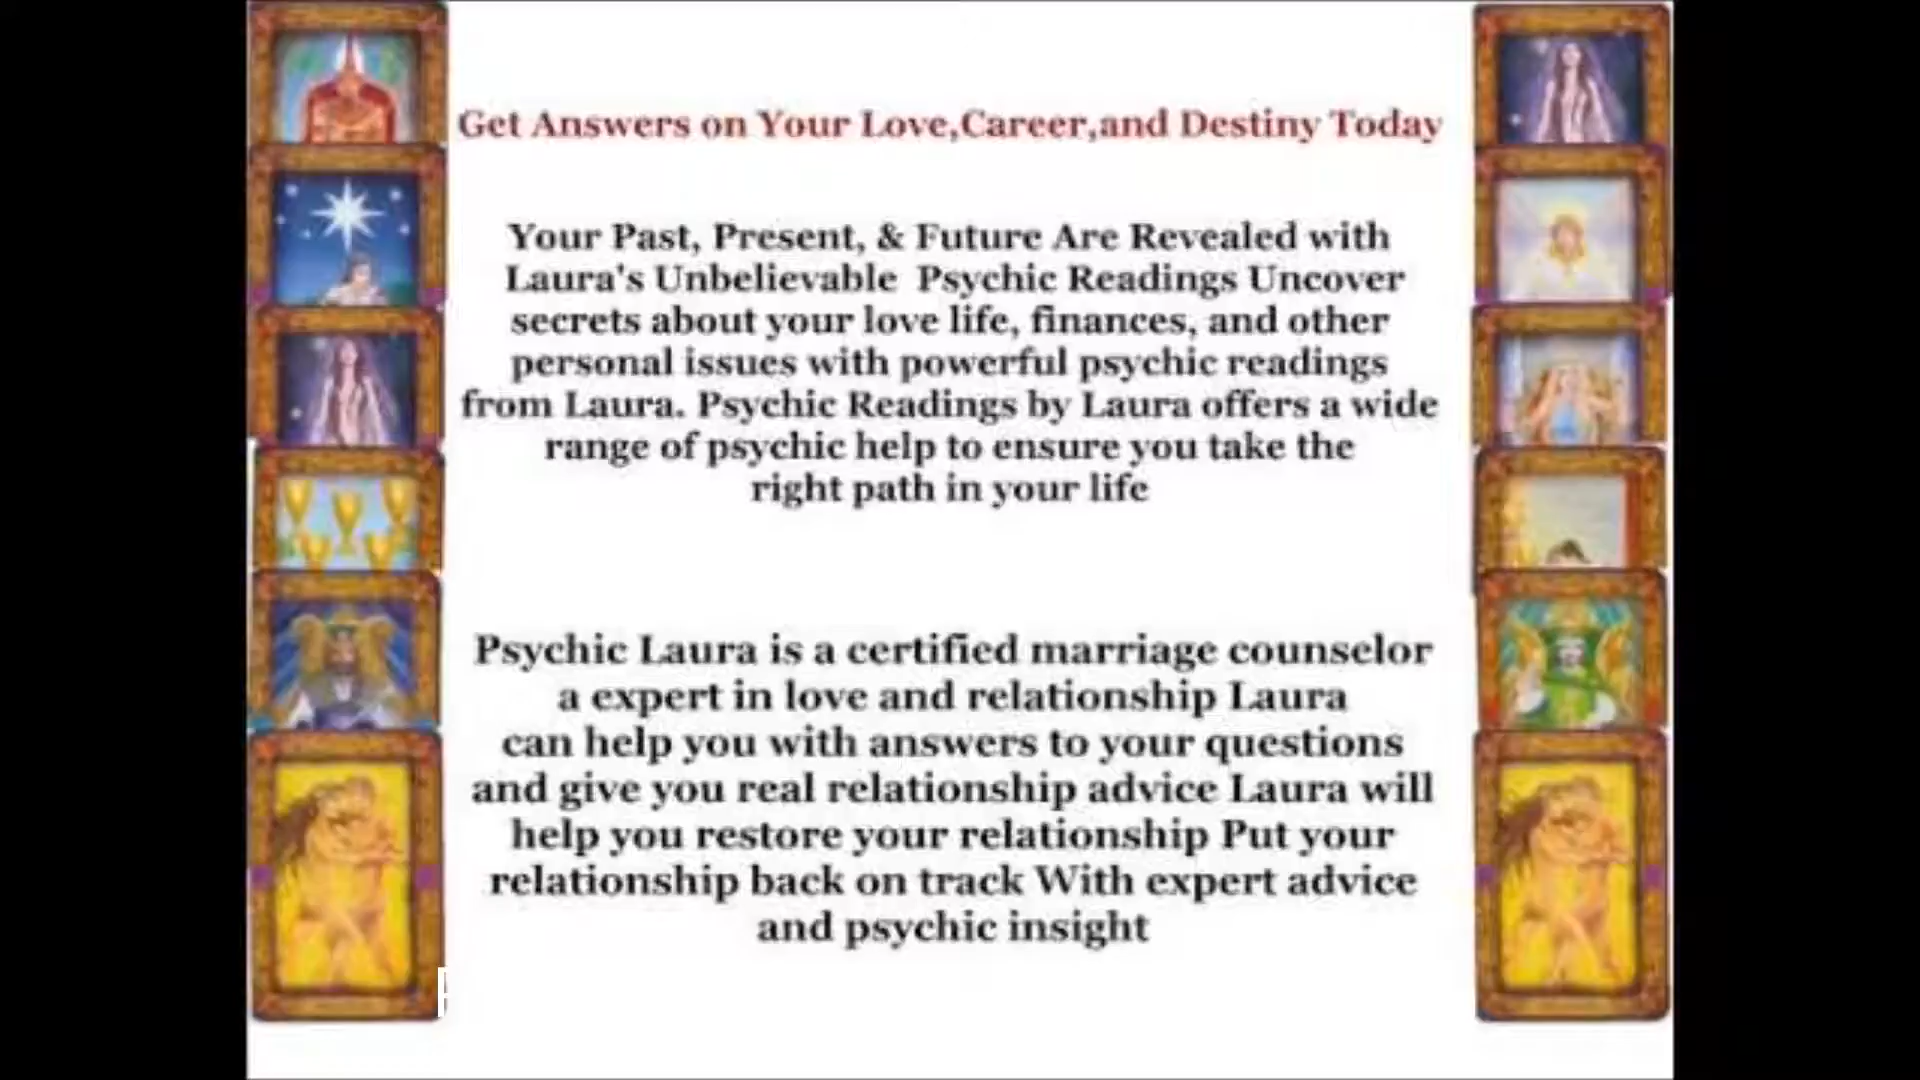 Get Answers on Your Love,Career,and Destiny Today
Your Past, Present, & Future Are Revealed with
Laura's Unbelievable Psychic Readings Uncover
secrets about your love life, finances, and other
personal issues with powerful psychic readings
from Laura. Psychic Readings by Laura offers a wide
range of psychic help to ensure you take the
right path in your life
Psychic Laura is a certified marriage counselor
a expert in love and relationship Laura
can help you with answers to your questions
and give you real relationship advice Laura will
help you restore your relationship Put your
relationship back on track With expert advice
and psychic insight